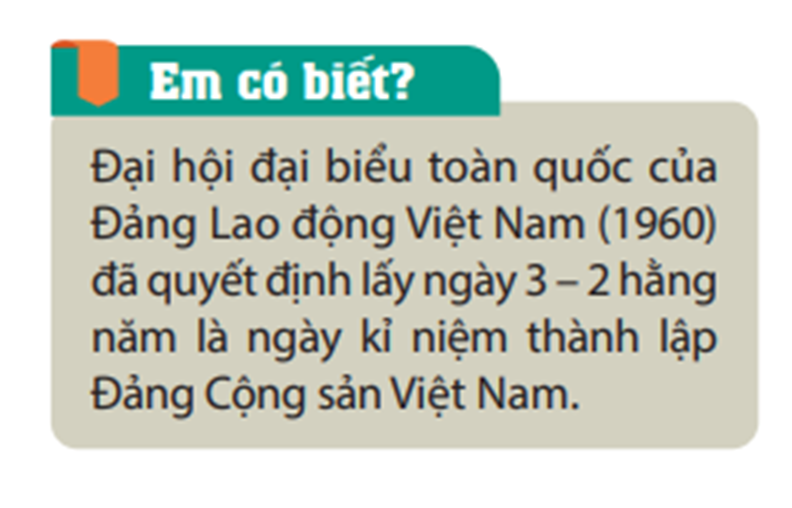 Em có biết?
Đại hội đại biểu toàn quốc của
Đảng Lao động Việt Nam (1960)
đã quyết định lấy ngày 3 – 2 hằng
năm là ngày kỉ niệm thành lập
Đảng Cộng sản Việt Nam.